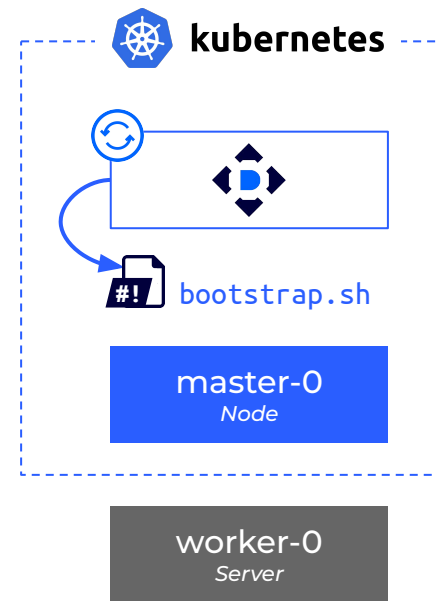 kubernetes
D
#!
bootstrap.sh
master-0
Node
worker-0
Server